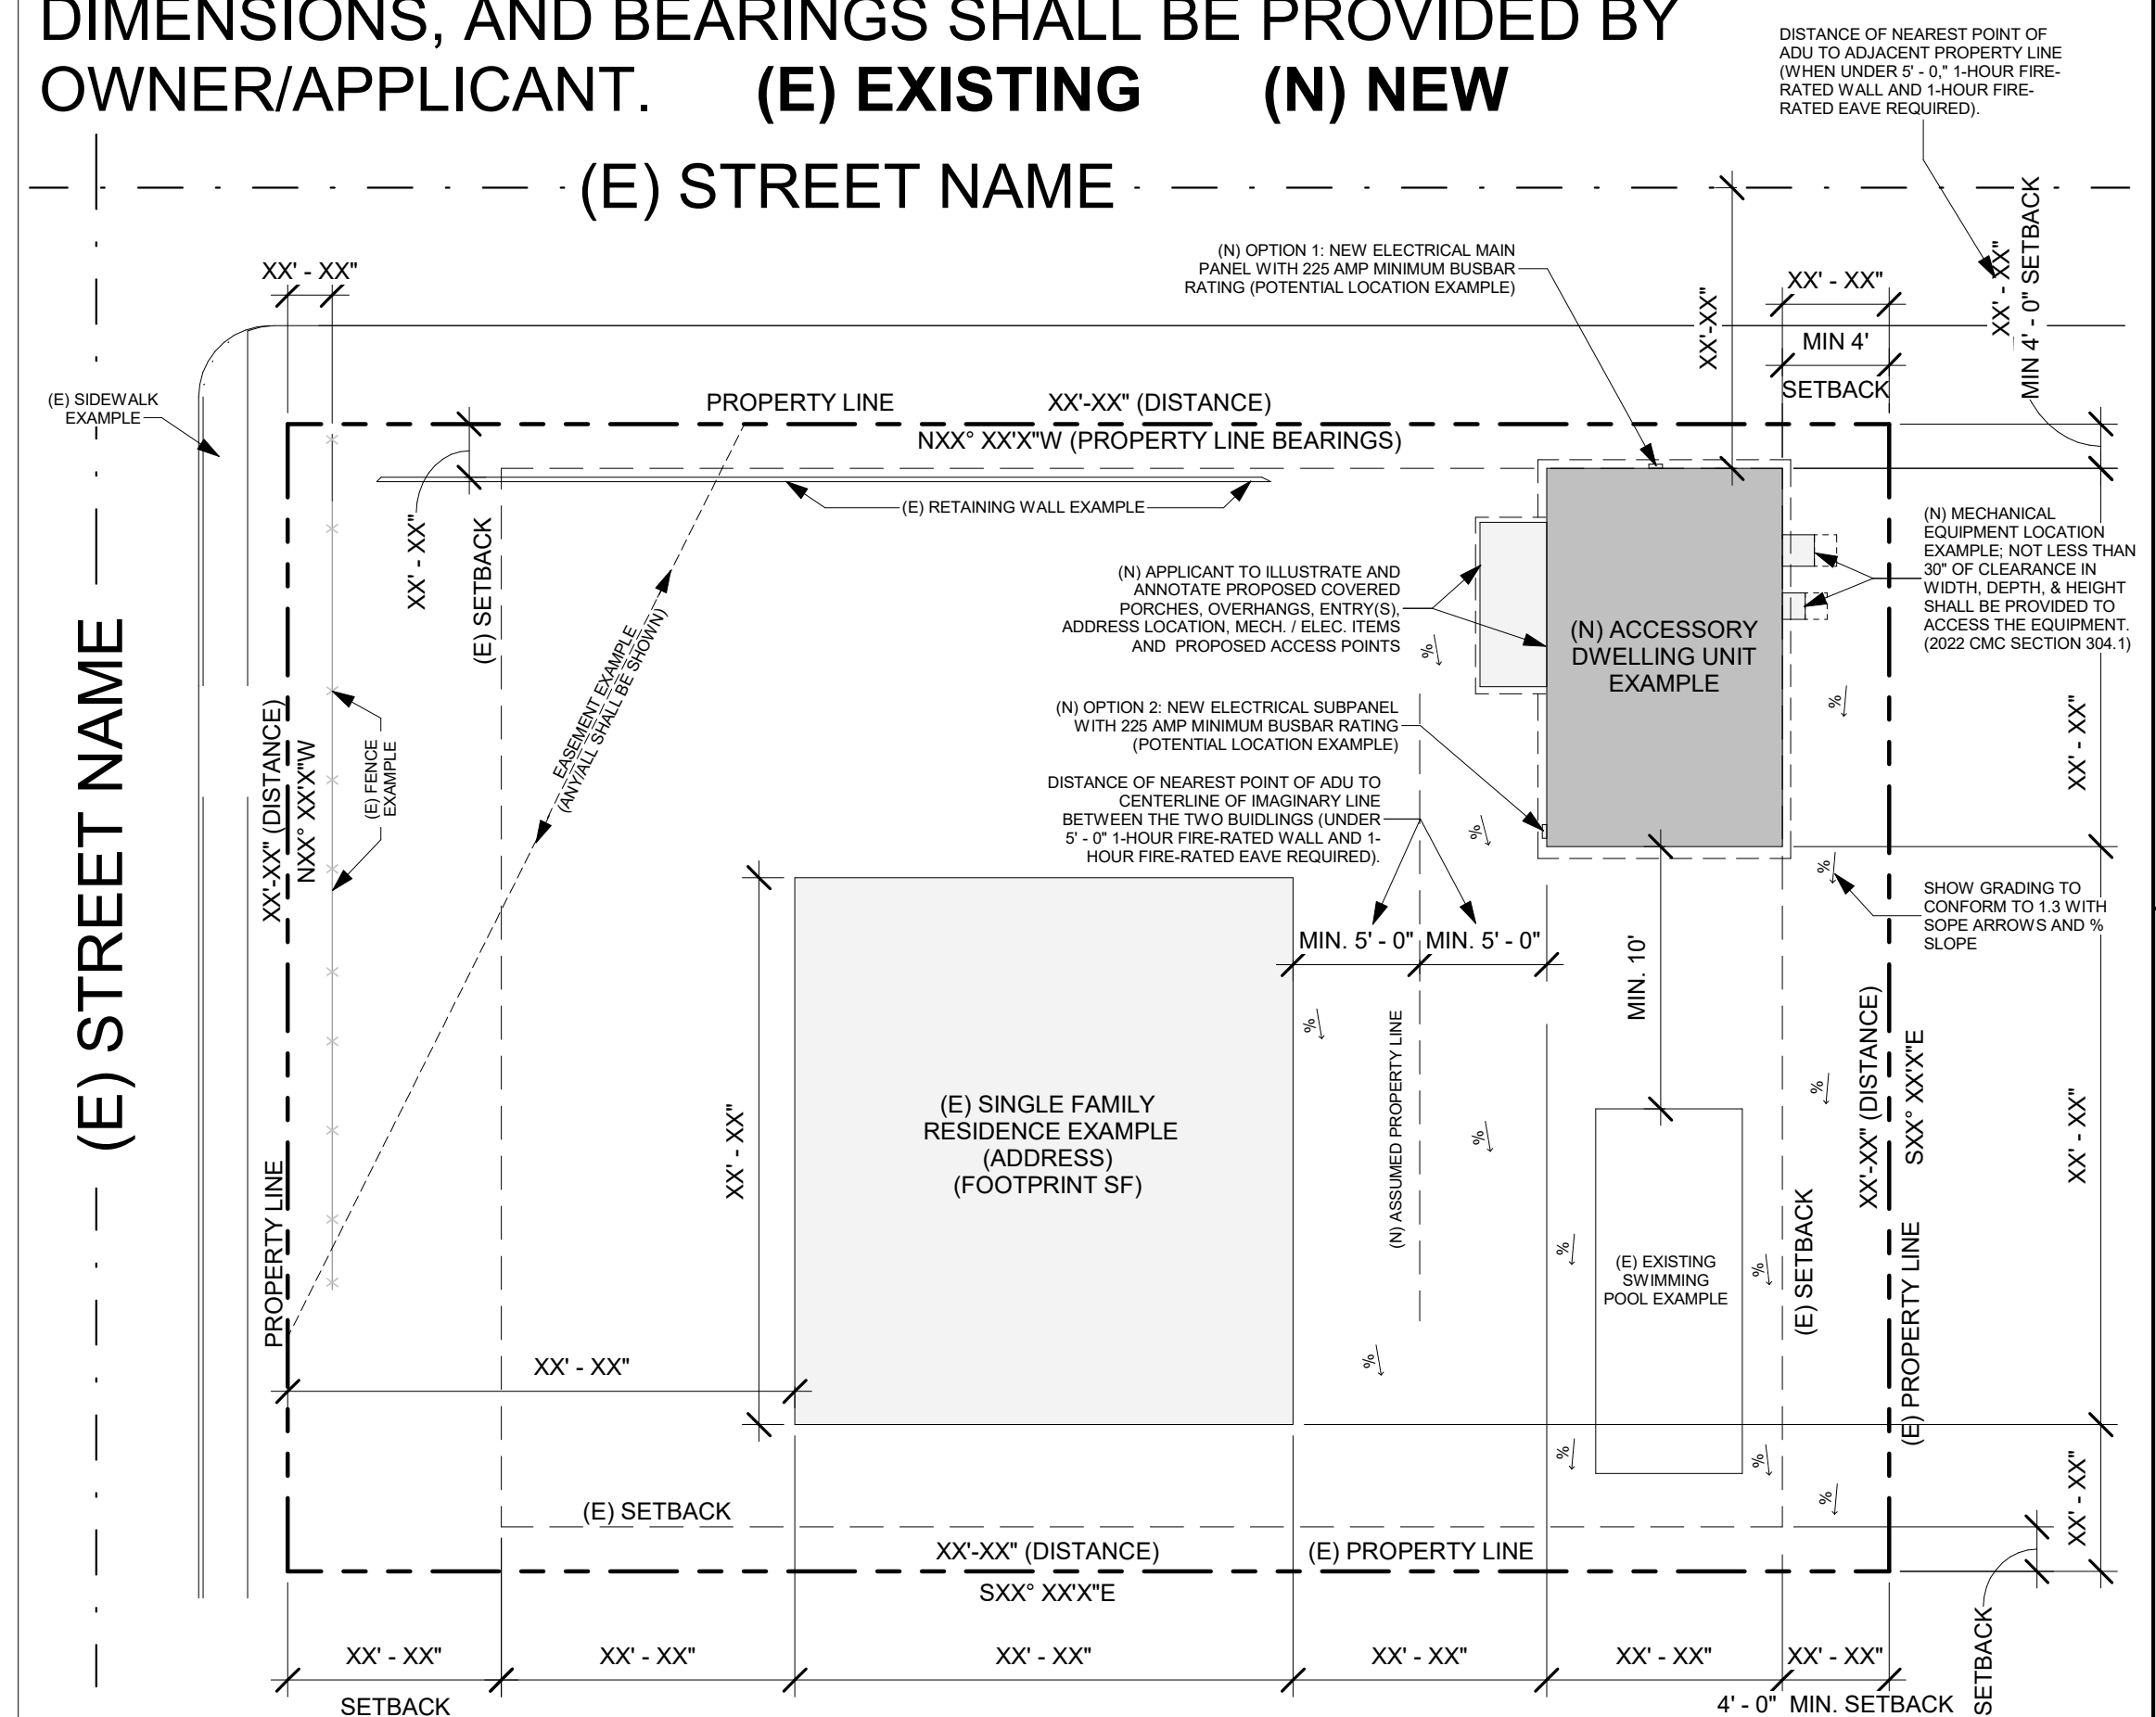 DIMENSIONS, AND BEARINGS SHALL BE PROVIDED BY
OWNER/APPLICANT. (E) EXISTING (N) NEW
DISTANCE OF NEAREST POINT OF
ADU TO ADJACENT PROPERTY LINE
(WHEN UNDER 5' - 0," 1-HOUR FIRE-
RATED WALL AND 1-HOUR FIRE-
RATED EAVE REQUIRED).
(E) STREET NAME
(N) OPTION 1: NEW ELECTRICAL MAIN
PANEL WITH 225 AMP MINIMUM BUSBAR
RATING (POTENTIAL LOCATION EXAMPLE)
XX' - XX"
XX'-XX"
XX' - XX"
MIN 4'
SETBACK
XX' - XX"
MIN 4' - 0" SETBACK
(E) SIDEWALK
EXAMPLE
PROPERTY LINE
XX'-XX" (DISTANCE)
NXX° XX'X"W (PROPERTY LINE BEARINGS)
(E) RETAINING WALL EXAMPLE
XX' - XX"
(E) SETBACK
(N) MECHANICAL
EQUIPMENT LOCATION
EXAMPLE; NOT LESS THAN
30" OF CLEARANCE IN
WIDTH, DEPTH, & HEIGHT
SHALL BE PROVIDED TO
ACCESS THE EQUIPMENT.
(2022 CMC SECTION 304.1)
(N) APPLICANT TO ILLUSTRATE AND
ANNOTATE PROPOSED COVERED
PORCHES, OVERHANGS, ENTRY(S),
ADDRESS LOCATION, MECH. / ELEC. ITEMS
AND PROPOSED ACCESS POINTS
%
(N) ACCESSORY
DWELLING UNIT
EXAMPLE
%
EASEMENT EXAMPLE
(ANY/ALL SHALL BE SHOWN)
(N) OPTION 2: NEW ELECTRICAL SUBPANEL
WITH 225 AMP MINIMUM BUSBAR RATING
(POTENTIAL LOCATION EXAMPLE)
DISTANCE OF NEAREST POINT OF ADU TO
CENTERLINE OF IMAGINARY LINE
BETWEEN THE TWO BUIDLINGS (UNDER
5' - 0" 1-HOUR FIRE-RATED WALL AND 1-
HOUR FIRE-RATED EAVE REQUIRED).
%
%
XX' - XX"
(E) STREET NAME
XX'-XX" (DISTANCE)
NXX° XX'X"W
(E) FENCE
EXAMPLE
SHOW GRADING TO
CONFORM TO 1.3 WITH
SOPE ARROWS AND %
SLOPE
MIN. 5' - 0"
MIN. 5' - 0"
MIN. 10'
%
(N) ASSUMED PROPERTY LINE
%
%
XX'-XX" (DISTANCE)
SXX° XX'X"E
XX' - XX"
XX' - XX"
(E) SINGLE FAMILY
RESIDENCE EXAMPLE
(ADDRESS)
(FOOTPRINT SF)
PROPERTY LINE
%
(E) EXISTING
SWIMMING
POOL EXAMPLE
%
(E) SETBACK
(E) PROPERTY LINE
XX' - XX"
%
%
%
%
XX' - XX"
(E) SETBACK
XX'-XX" (DISTANCE)
(E) PROPERTY LINE
SXX° XX'X"E
XX' - XX"
SETBACK
XX' - XX"
XX' - XX"
XX' - XX"
XX' - XX"
XX' - XX"
4' - 0" MIN. SETBACK
SETBACK